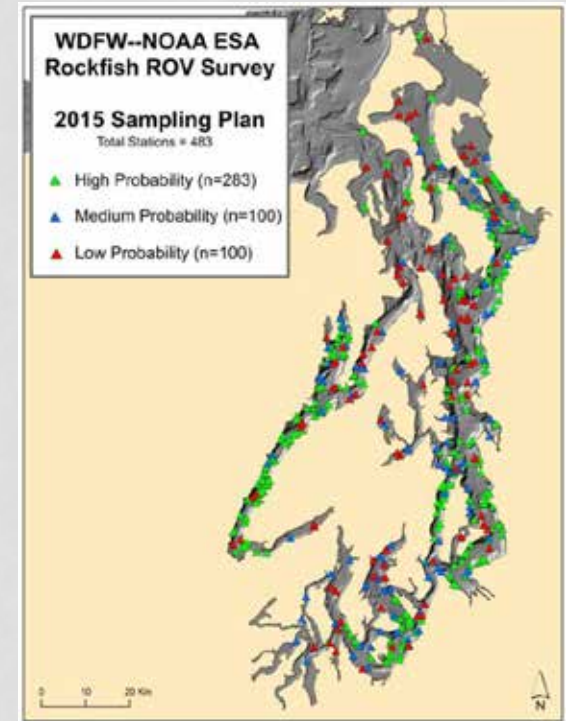 WDFW--NOAA ESA
Rockfish ROV Survey
2015 Sampling Plan
Total Stations = 483
High Probability (n=283)
Medium Probability (n=100)
Low Probability (n=100)
0 10 20 Km
N